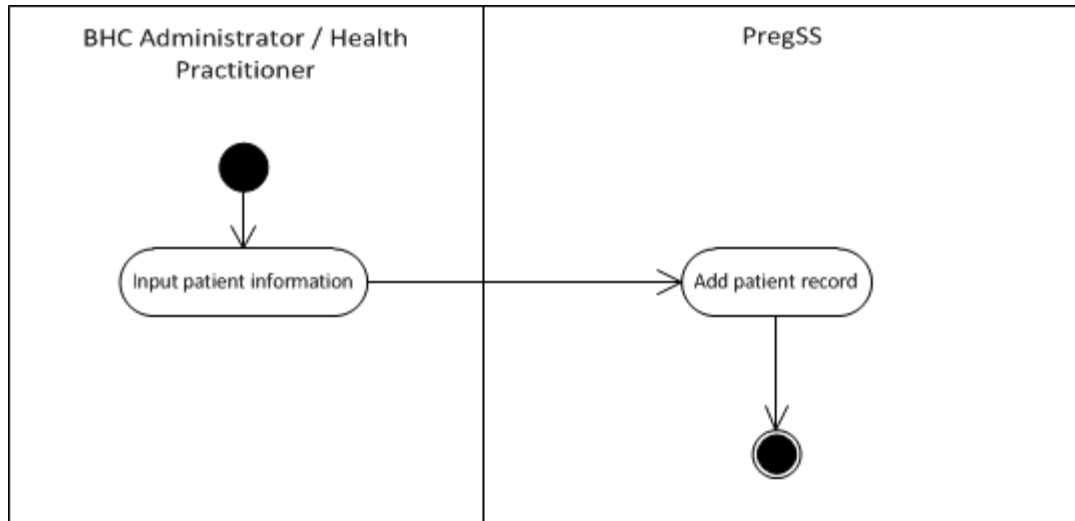 BHC Administrator / Health
Practitioner
PregSS
Input patient information
Add patient record